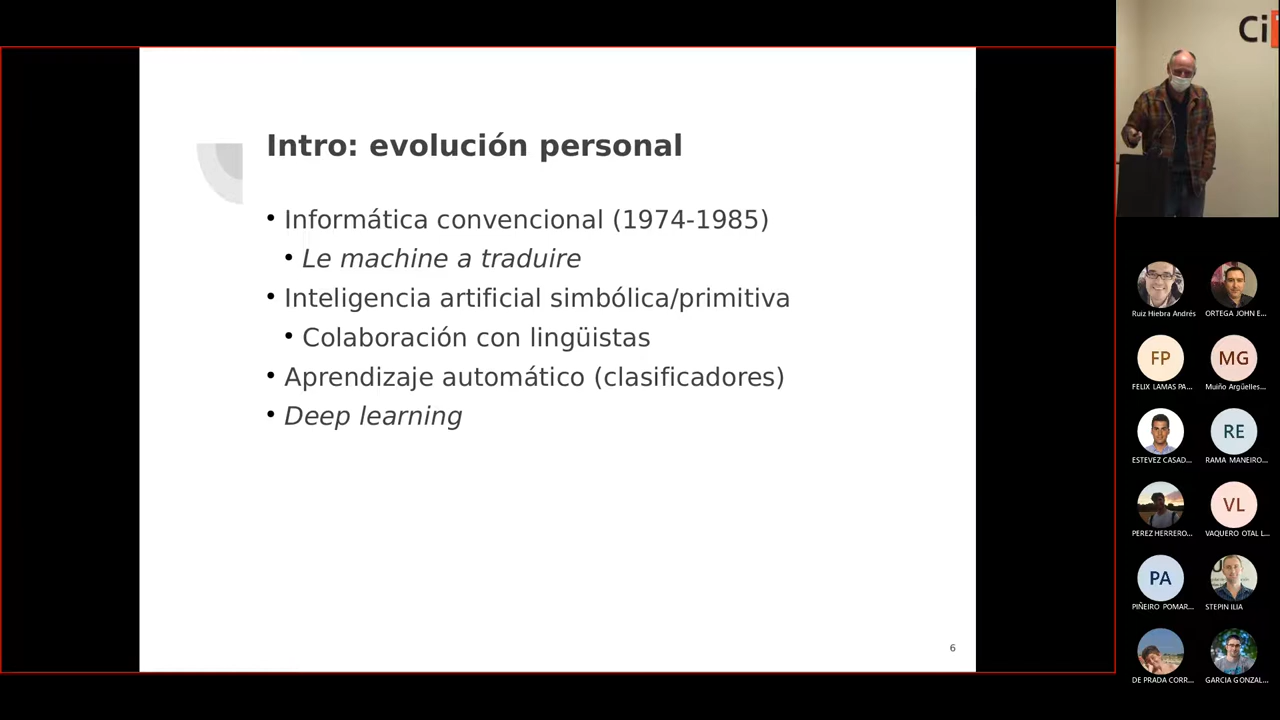 Intro: evolución personal
• Informática convencional (1974-1985)
• Le machine a traduire
• Inteligencia artificial simbólica/primitiva
• Colaboración con lingüistas
• Aprendizaje automático (clasificadores)
• Deep learning
6
Ci
Ruiz Hiebra Andrés
ORTEGA JOHN E...
FP
MG
FELIX LAMAS PA...
Muiño Argüelles...
RE
ESTEVEZ CASAD...
RAMA MANEIRO...
VL
PEREZ HERRERO...
VAQUERO OTAL L...
PA
PIÑEIRO POMAR...
STEPIN ILIA
DE PRADA CORR...
GARCIA GONZAL...